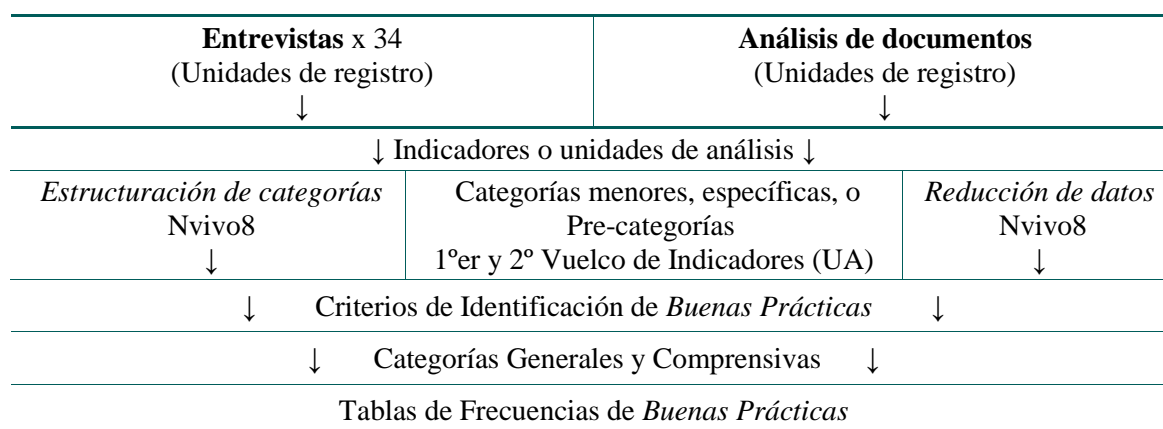 Entrevistas x 34
(Unidades de registro)
↓
Análisis de documentos
(Unidades de registro)
↓
↓ Indicadores o unidades de análisis ↓
Estructuración de categorías
Nvivo8
↓
Categorías menores, específicas, o
Pre-categorías
1ºer y 2º Vuelco de Indicadores (UA)
Reducción de datos
Nvivo8
↓
↓ Criterios de Identificación de Buenas Prácticas ↓
↓ Categorías Generales y Comprensivas ↓
Tablas de Frecuencias de Buenas Prácticas